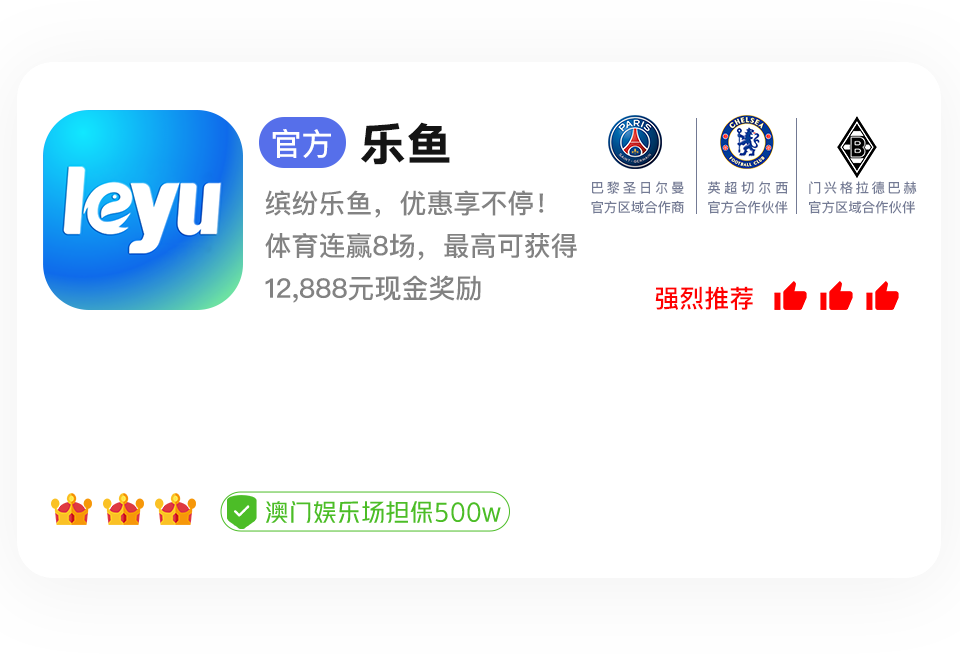 leyu
官方 乐鱼
缤纷乐鱼，优惠享不停！
体育连赢8场，最高可获得
12,888元现金奖励
PARIS
SAINT-GERMAIN
巴黎圣日尔曼
官方区域合作商
CHELSEA
FOOTBALL CLUB
英超切尔西
官方合作伙伴
B
门兴格拉德巴赫
官方区域合作伙伴
强烈推荐
澳门娱乐场担保500w